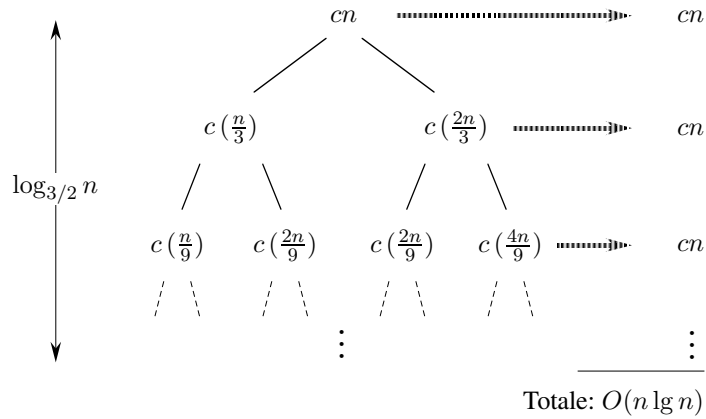 cn cn
c(n/3) c(2n/3) cn
log_{3/2} n
c(n/9) c(2n/9) c(2n/9) c(4n/9) cn
⋮ ⋮
Totale: O(n lg n)